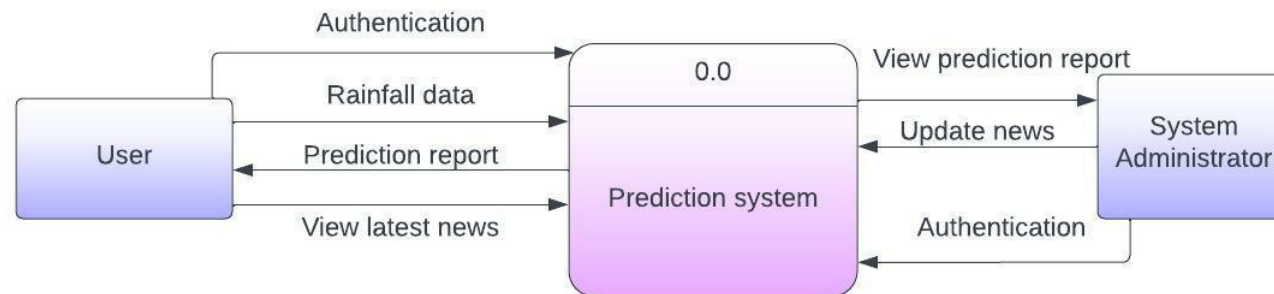 Authentication
0.0
View prediction report
Rainfall data
Update news
System
Administrator
User
Prediction report
Prediction system
View latest news
Authentication